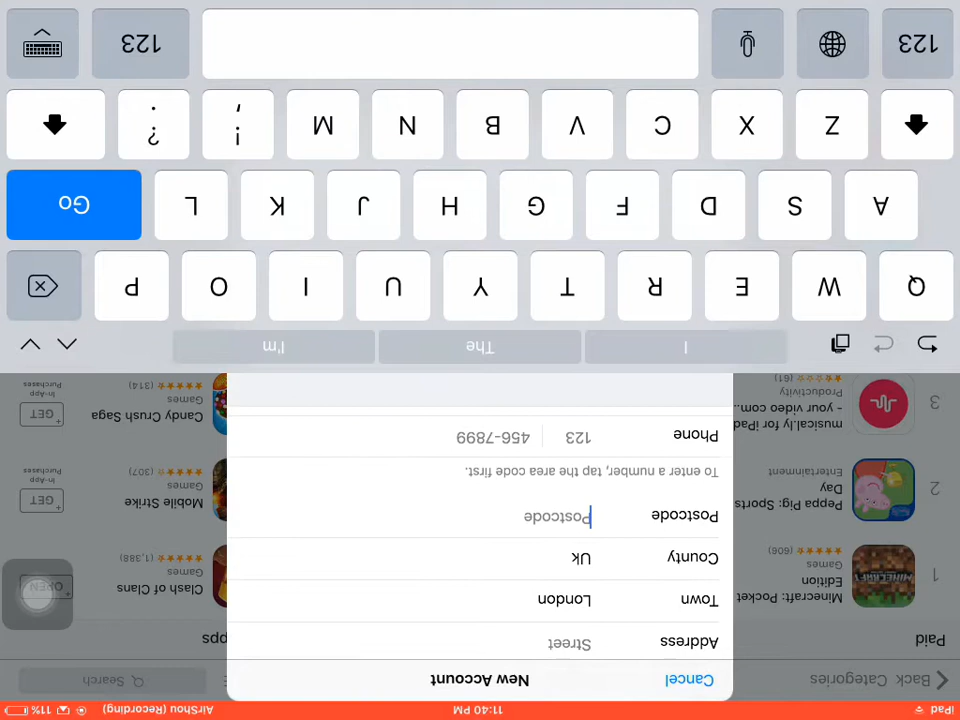 iPad
11:40 PM
AirShou (Recording)
11%
Back
Categories
Search
Cancel
New Account
Paid
pps
Address
Street
Town
London
County
Uk
Postcode
Postcode
To enter a number, tap the area code first.
Phone
123
456-7899
1
Minecraft: Pocket
Edition
Games
(606)
2
Peppa Pig: Sports
Day
Entertainment
3
musical.ly for iPad
- your video com..
Productivity
(61)
Clash of Clans
Games
(1,388)
OPEN
Mobile Strike
Games
(307)
GET
In-App
Purchases
Candy Crush Saga
Games
(314)
GET
In-App
Purchases
I
The
I'm
Q W E R T Y U I O P
A S D F G H J K L Go
Z X C V B N M ! , ? .
123
123